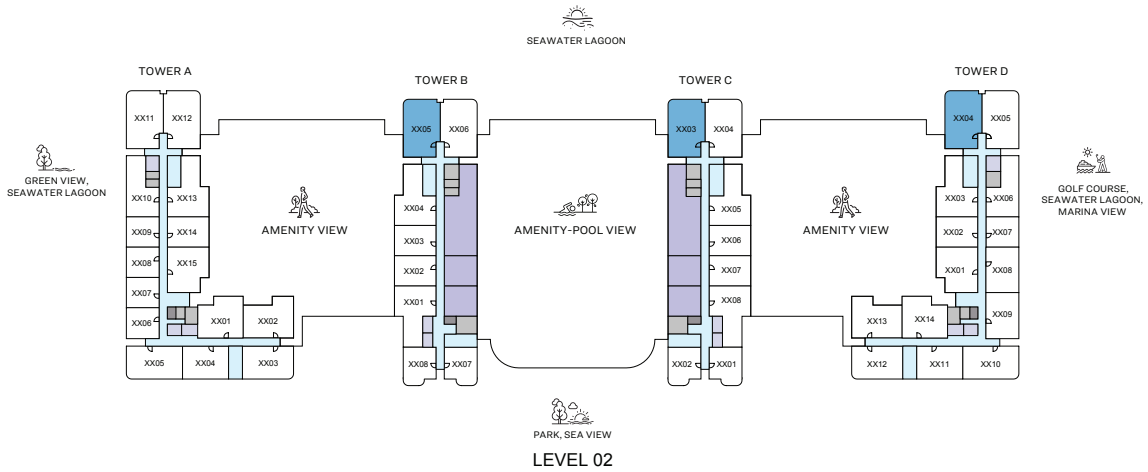 SEAWATER LAGOON
TOWER A
TOWER B
TOWER C
TOWER D
XX11
XX12
XX05
XX06
XX03
XX04
XX04
XX05
GREEN VIEW,
SEAWATER LAGOON
GOLF COURSE,
SEAWATER LAGOON,
MARINA VIEW
XX10
XX13
XX04
XX05
XX03
XX06
AMENITY VIEW
AMENITY-POOL VIEW
AMENITY VIEW
XX09
XX14
XX03
XX06
XX02
XX07
XX08
XX15
XX02
XX07
XX01
XX08
XX07
XX01
XX08
XX06
XX01
XX02
XX13
XX14
XX09
XX05
XX04
XX03
XX08
XX07
XX02
XX01
XX12
XX11
XX10
PARK, SEA VIEW
LEVEL 02